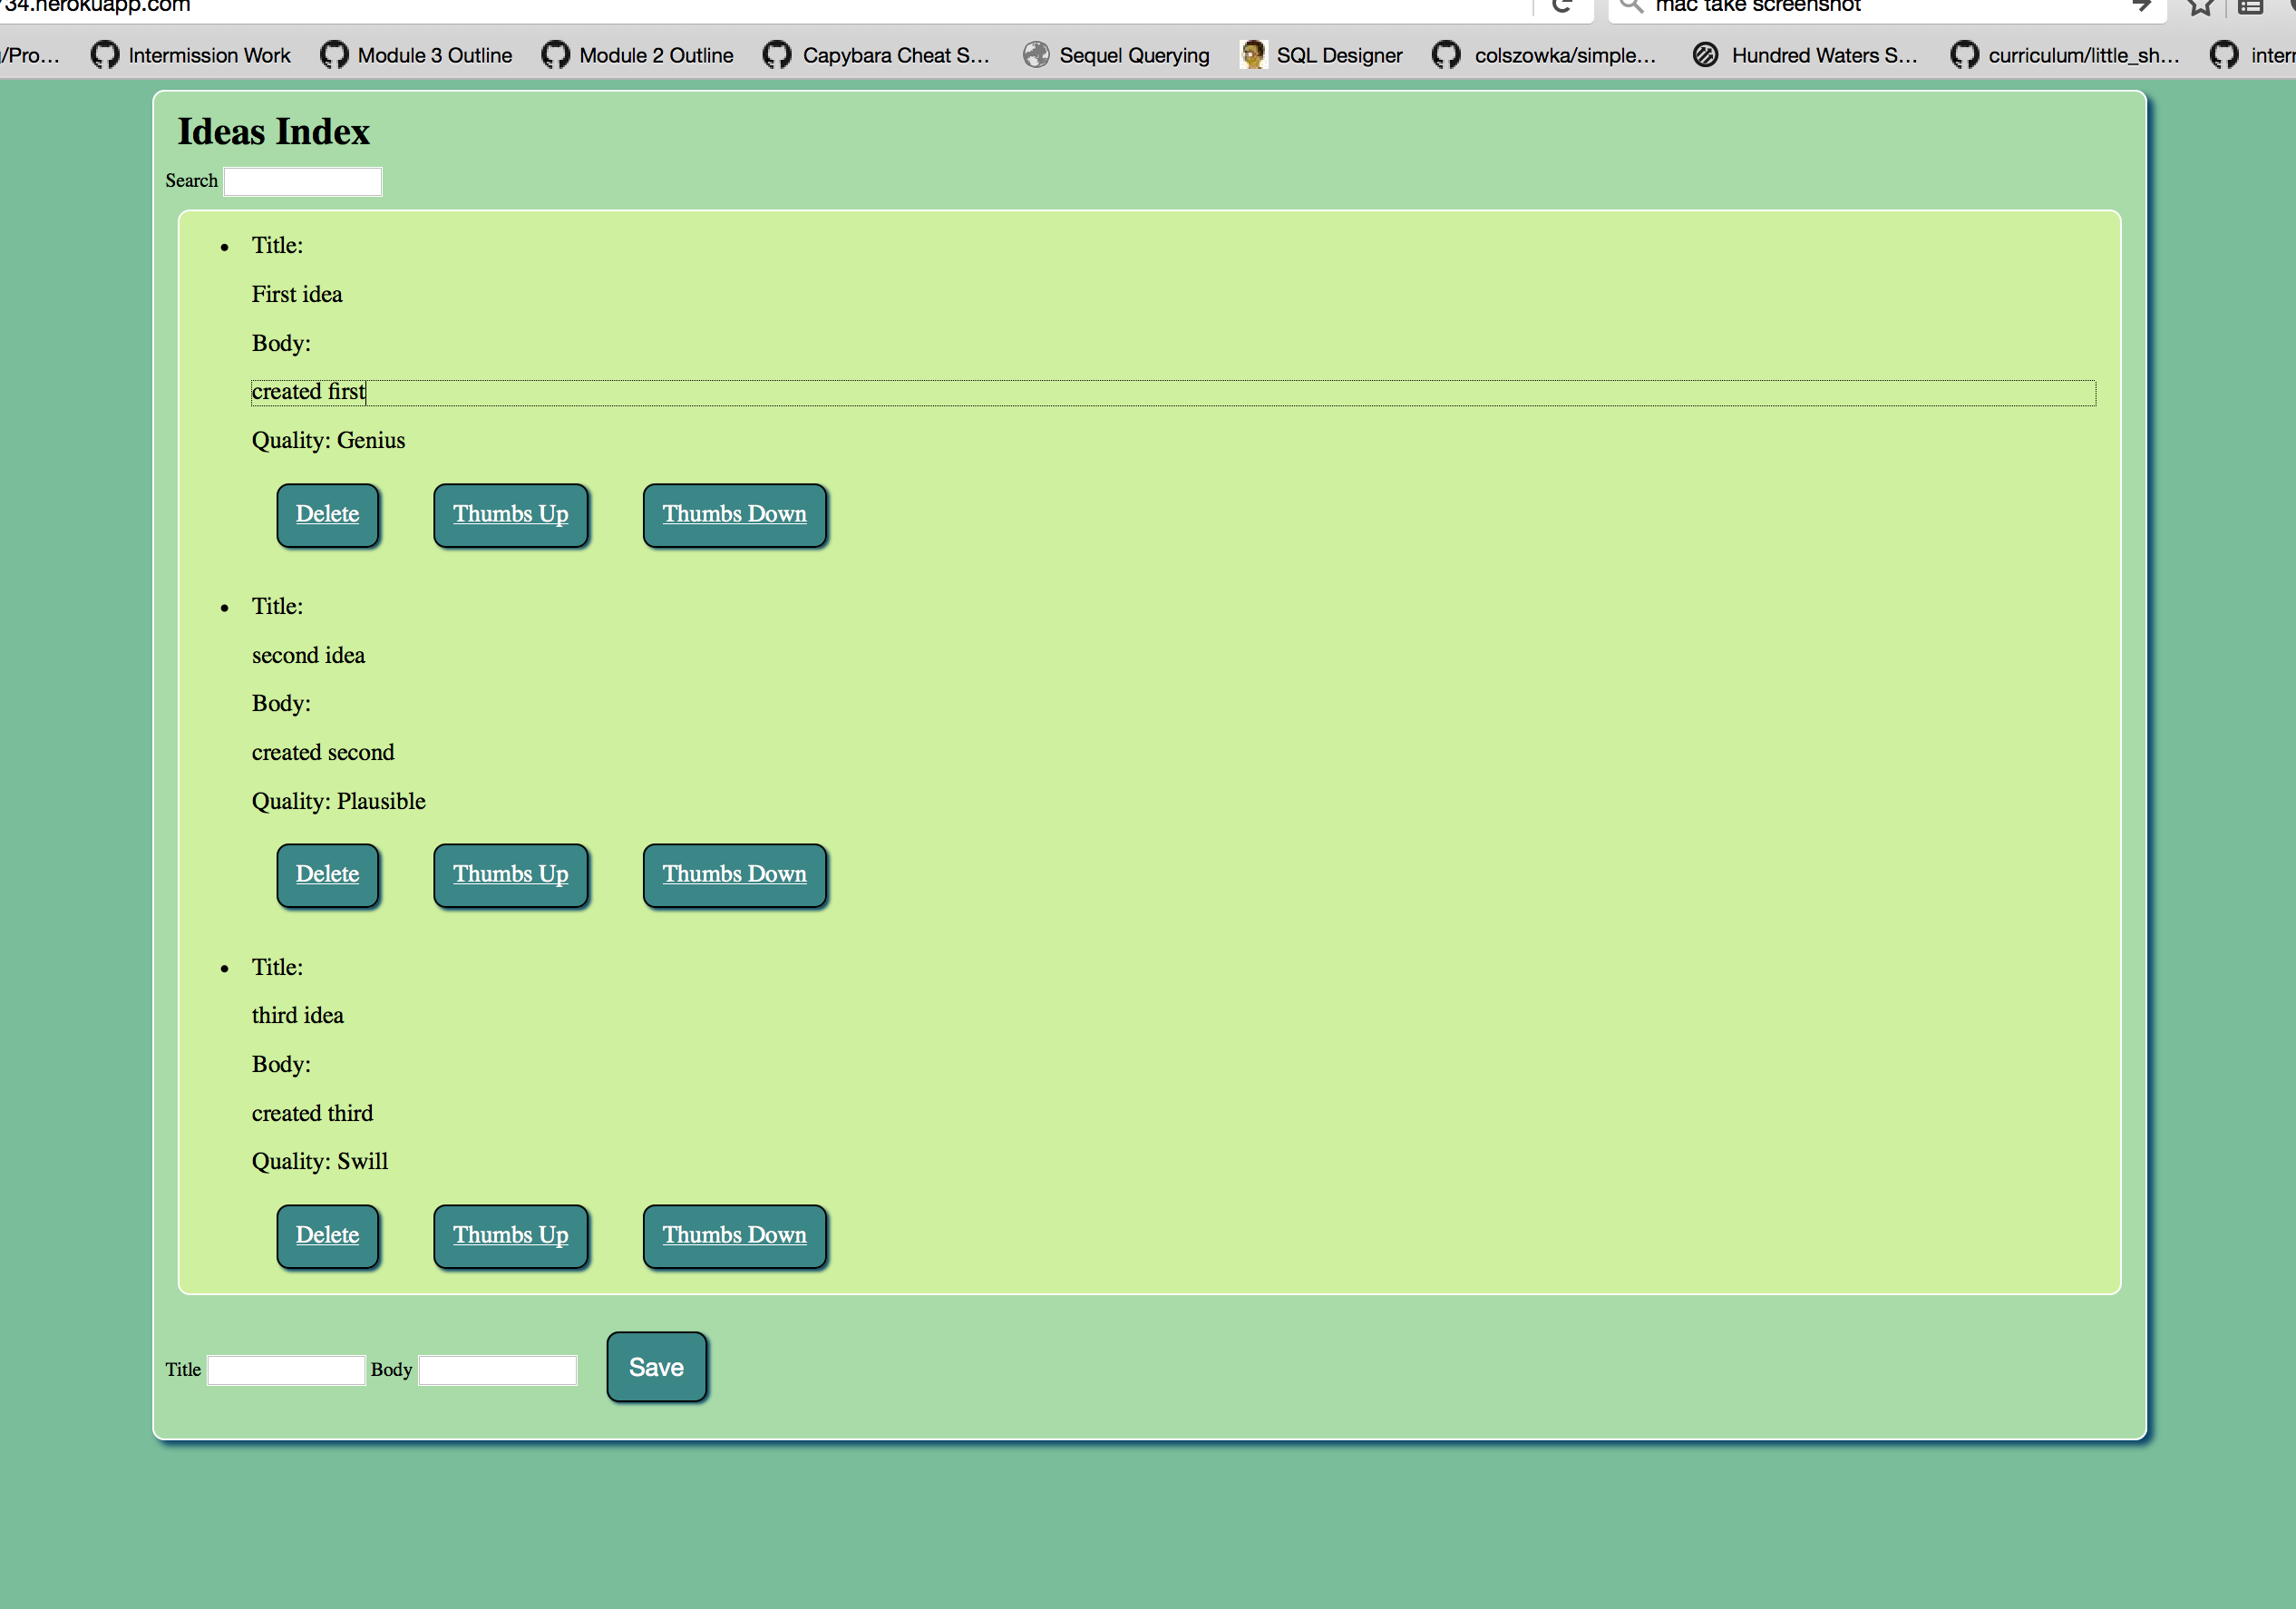 734.herokuapp.com
mac take screenshot
/Pro... Intermission Work Module 3 Outline Module 2 Outline Capybara Cheat S... Sequel Querying SQL Designer colszowka/simple... Hundred Waters S... curriculum/little_sh...
Ideas Index
Search
Title:
First idea
Body:
created first
Quality: Genius
Delete Thumbs Up Thumbs Down
Title:
second idea
Body:
created second
Quality: Plausible
Delete Thumbs Up Thumbs Down
Title:
third idea
Body:
created third
Quality: Swill
Delete Thumbs Up Thumbs Down
Title Body Save